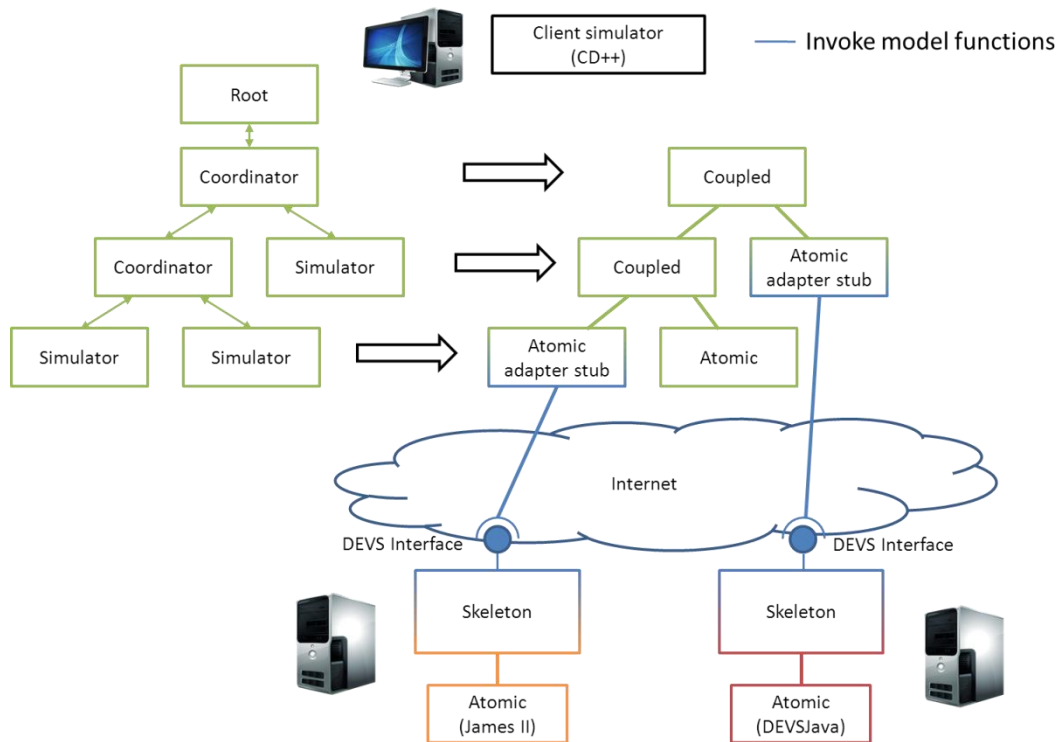 Client simulator
(CD++)
Invoke model functions
Root
Coordinator
Coupled
Coordinator
Simulator
Coupled
Atomic
adapter stub
Simulator
Simulator
Atomic
adapter stub
Atomic
Internet
DEVS Interface
DEVS Interface
Skeleton
Skeleton
Atomic
(James II)
Atomic
(DEVSJava)